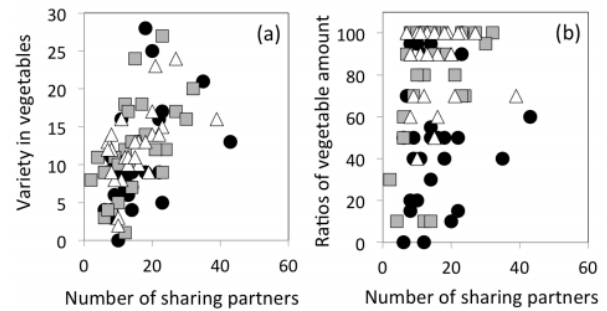 (a)
Variety in vegetables
30
25
20
15
10
5
0
0 20 40 60
Number of sharing partners
(b)
Ratios of vegetable amount
100
80
60
40
20
0
0 20 40 60
Number of sharing partners